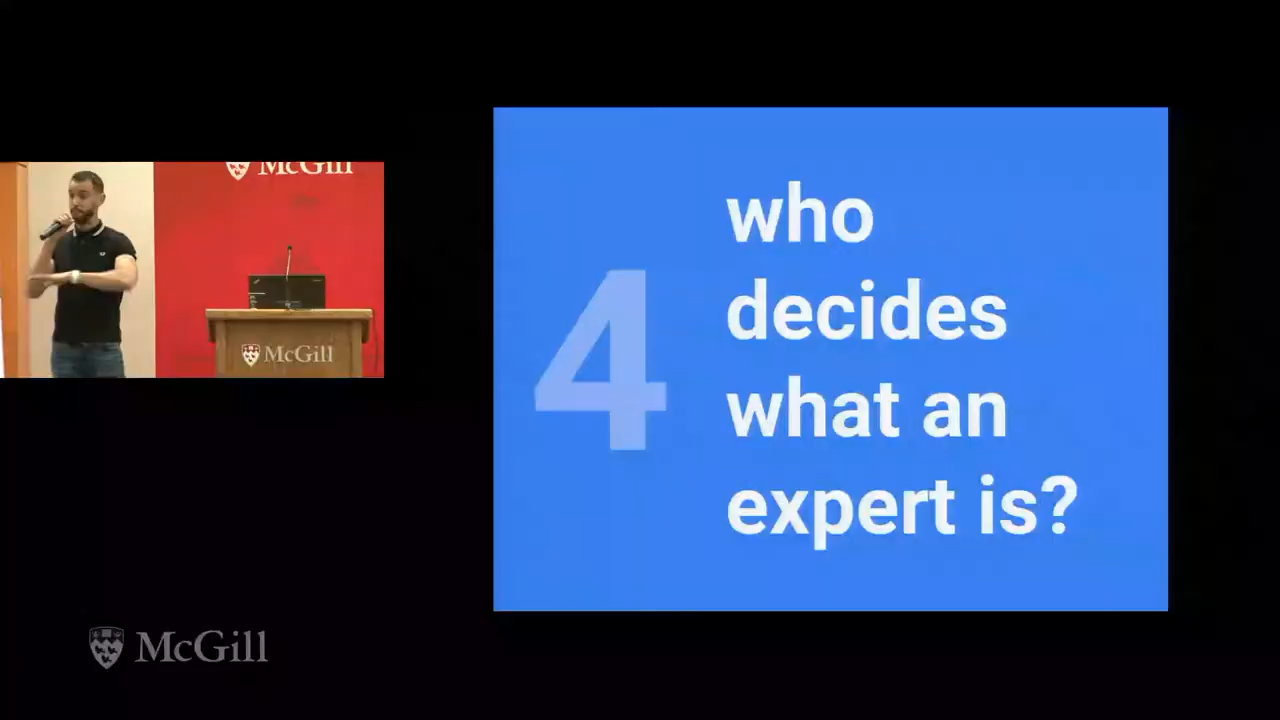 McGill
McGill
4
who
decides
what an
expert is?
McGill